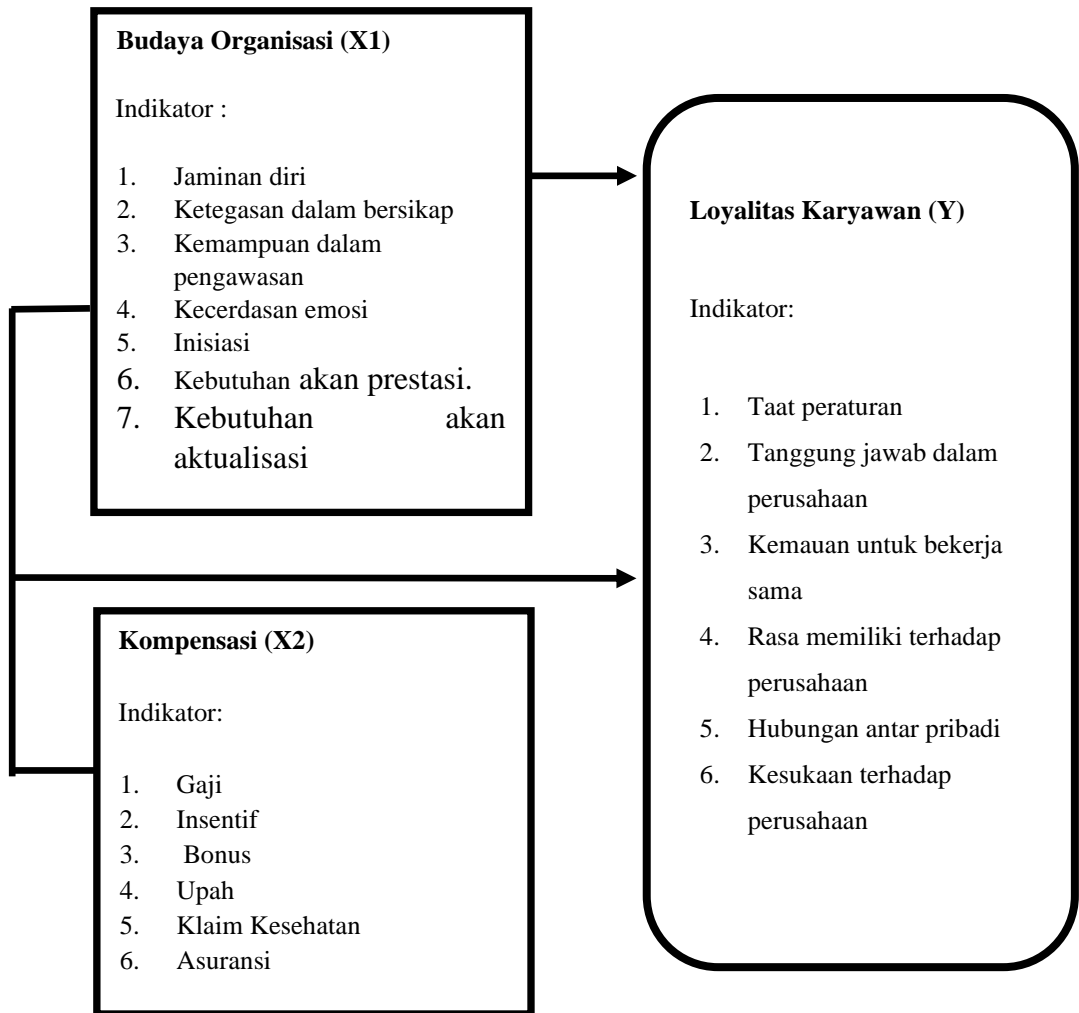 Budaya Organisasi (X1)
Indikator :
1. Jaminan diri
2. Ketegasan dalam bersikap
3. Kemampuan dalam
pengawasan
4. Kecerdasan emosi
5. Inisiasi
6. Kebutuhan akan prestasi.
7. Kebutuhan akan
aktualisasi
Kompensasi (X2)
Indikator:
1. Gaji
2. Insentif
3. Bonus
4. Upah
5. Klaim Kesehatan
6. Asuransi
Loyalitas Karyawan (Y)
Indikator:
1. Taat peraturan
2. Tanggung jawab dalam
perusahaan
3. Kemauan untuk bekerja
sama
4. Rasa memiliki terhadap
perusahaan
5. Hubungan antar pribadi
6. Kesukaan terhadap
perusahaan